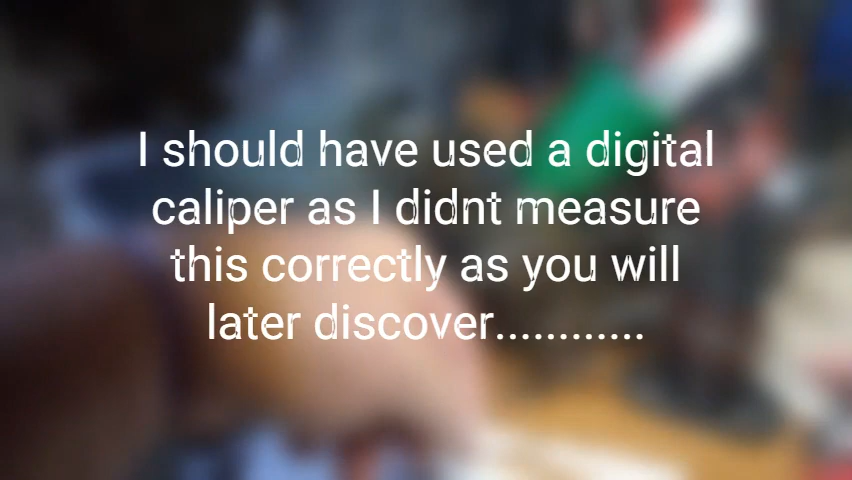 I should have used a digital
caliper as I didnt measure
this correctly as you will
later discover............